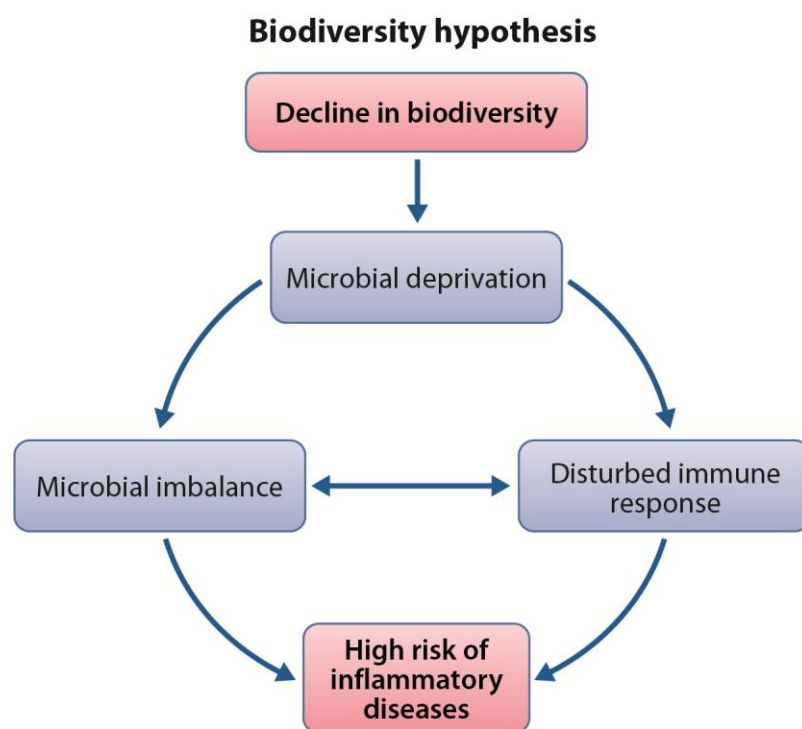 Biodiversity hypothesis
Decline in biodiversity
Microbial deprivation
Microbial imbalance
Disturbed immune
response
High risk of
inflammatory
diseases